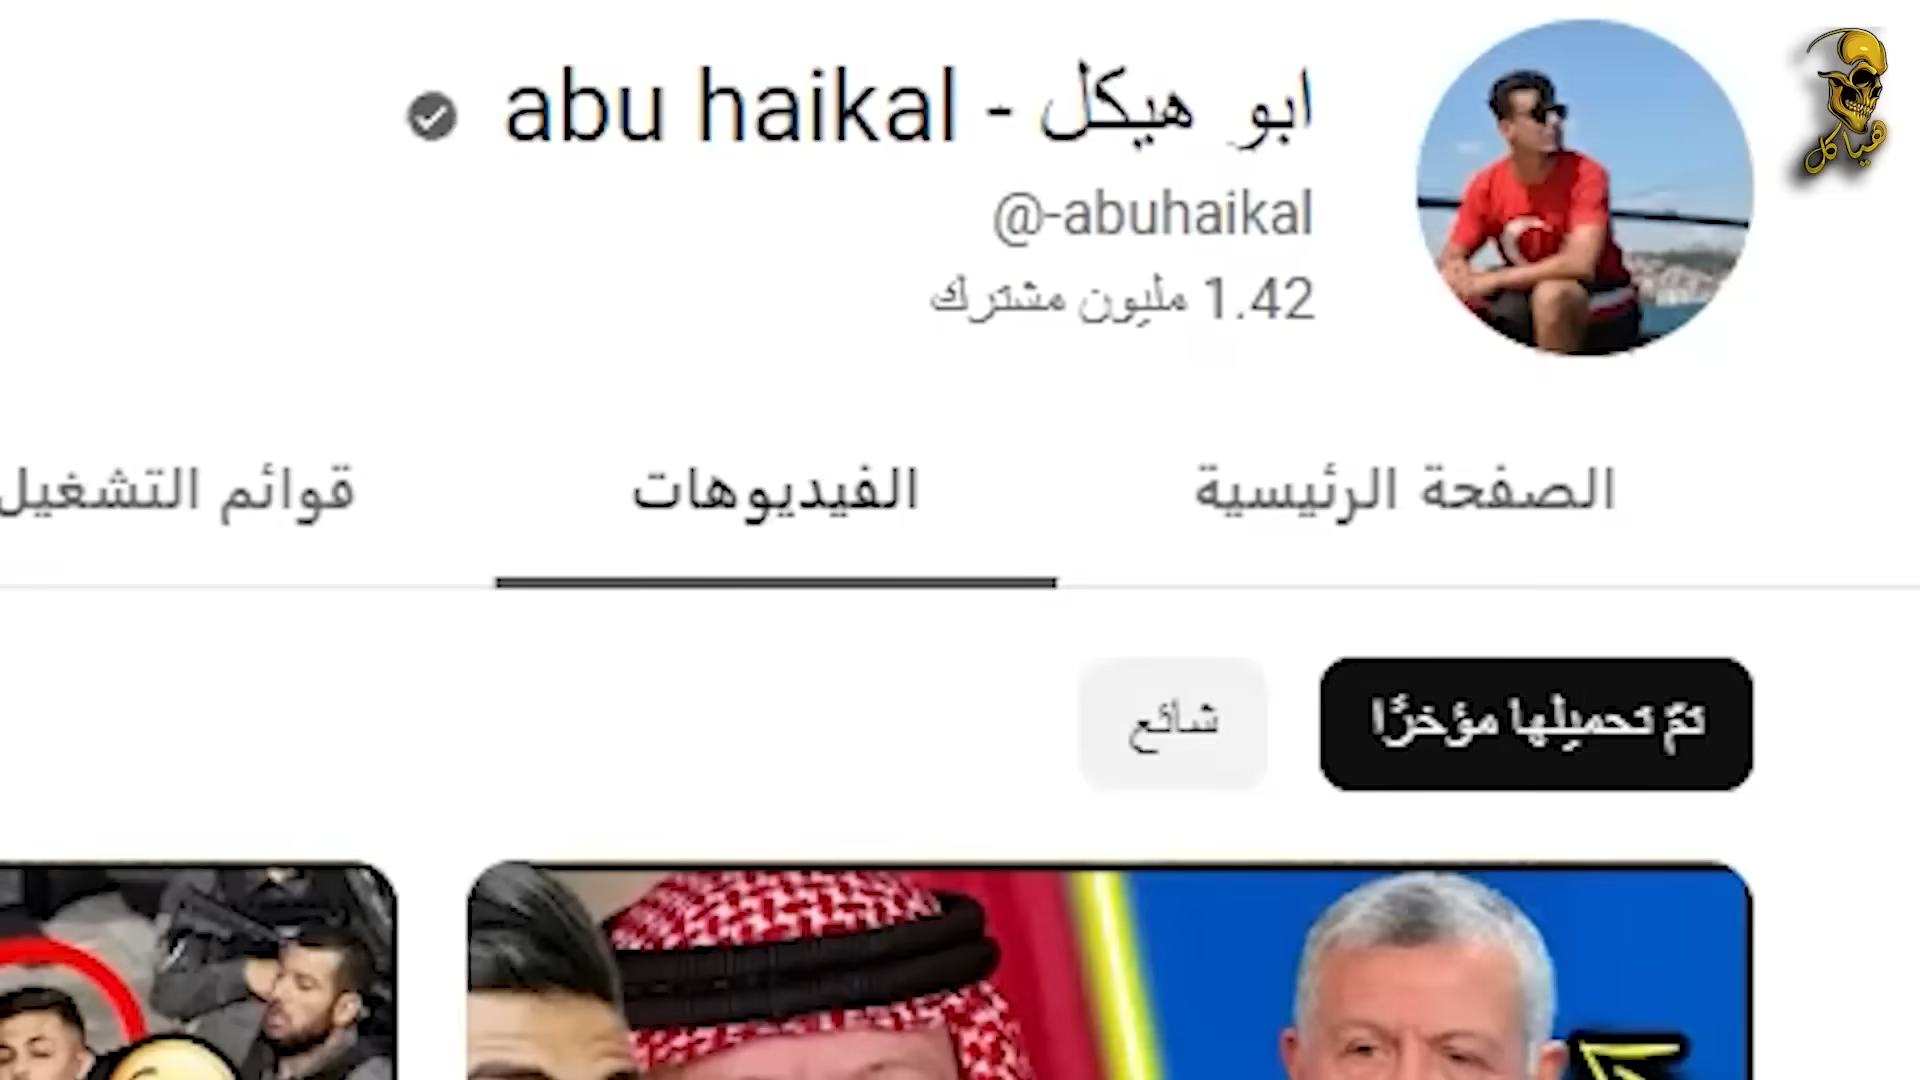 ابو هيكل - abu haikal
@-abuhaikal
1.42 مليون مشترك
هياكل
الصفحة الرئيسية
الفيديوهات
قوائم التشغيل
تمّ تحميلها مؤخرًا
شائع